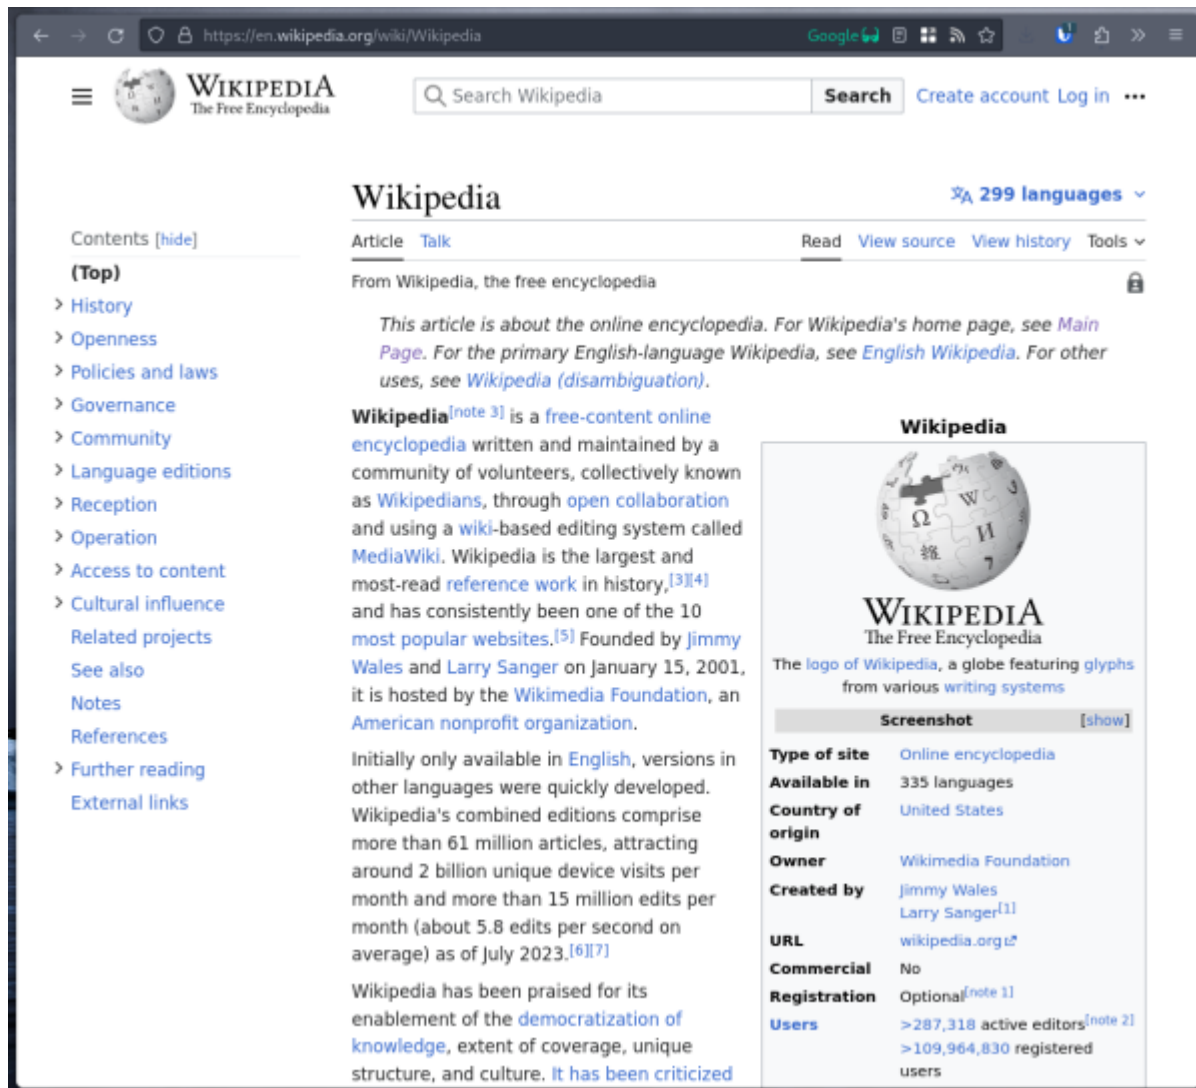 https://en.wikipedia.org/wiki/Wikipedia
Google
WIKIPEDIA
The Free Encyclopedia
Search Wikipedia
Search
Create account Log in
Wikipedia
299 languages
Contents [hide]
(Top)
History
Openness
Policies and laws
Governance
Community
Language editions
Reception
Operation
Access to content
Cultural influence
Related projects
See also
Notes
References
Further reading
External links
Article Talk
Read View source View history Tools
From Wikipedia, the free encyclopedia
This article is about the online encyclopedia. For Wikipedia's home page, see Main
Page. For the primary English-language Wikipedia, see English Wikipedia. For other
uses, see Wikipedia (disambiguation).
Wikipedia[note 3] is a free-content online
encyclopedia written and maintained by a
community of volunteers, collectively known
as Wikipedians, through open collaboration
and using a wiki-based editing system called
MediaWiki. Wikipedia is the largest and
most-read reference work in history,[3][4]
and has consistently been one of the 10
most popular websites.[5] Founded by Jimmy
Wales and Larry Sanger on January 15, 2001,
it is hosted by the Wikimedia Foundation, an
American nonprofit organization.
Initially only available in English, versions in
other languages were quickly developed.
Wikipedia's combined editions comprise
more than 61 million articles, attracting
around 2 billion unique device visits per
month and more than 15 million edits per
month (about 5.8 edits per second on
average) as of July 2023.[6][7]
Wikipedia has been praised for its
enablement of the democratization of
knowledge, extent of coverage, unique
structure, and culture. It has been criticized
Wikipedia
Ω W И 維 7
WIKIPEDIA
The Free Encyclopedia
The logo of Wikipedia, a globe featuring glyphs
from various writing systems
Screenshot [show]
Type of site Online encyclopedia
Available in 335 languages
Country of United States
origin
Owner Wikimedia Foundation
Created by Jimmy Wales
Larry Sanger[1]
URL wikipedia.org
Commercial No
Registration Optional[note 1]
Users >287,318 active editors[note 2]
>109,964,830 registered
users